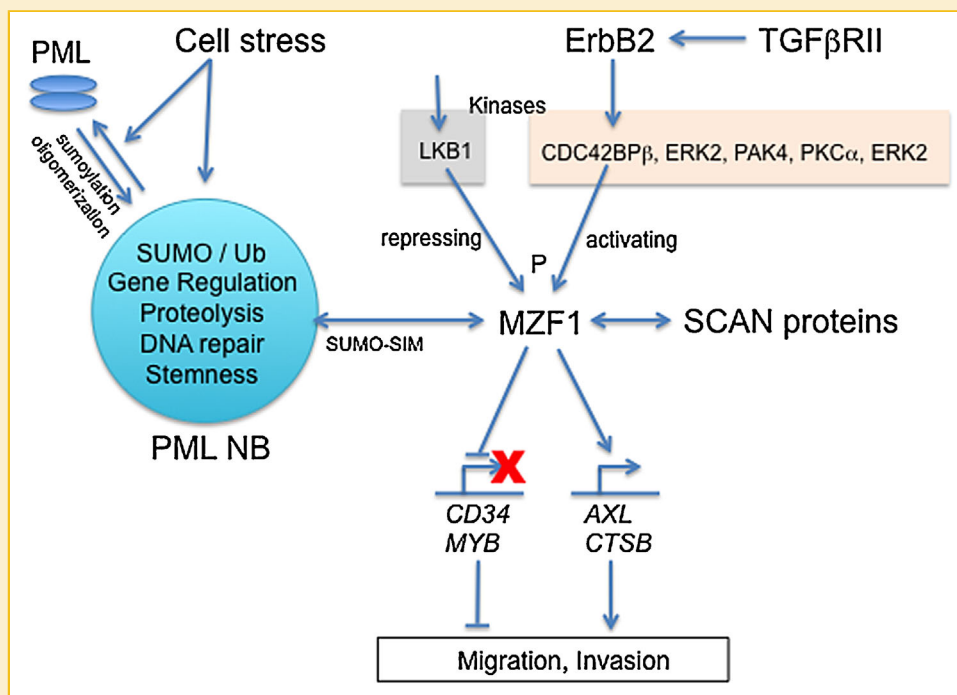 PML
Cell stress
ErbB2
TGFβRII
Kinases
LKB1
CDC42BPβ, ERK2, PAK4, PKCα, ERK2
sumoylation
oligomerization
repressing
activating
P
SUMO / Ub
Gene Regulation
Proteolysis
DNA repair
Stemness
SUMO-SIM
MZF1
SCAN proteins
PML NB
X
CD34
MYB
AXL
CTSB
Migration, Invasion